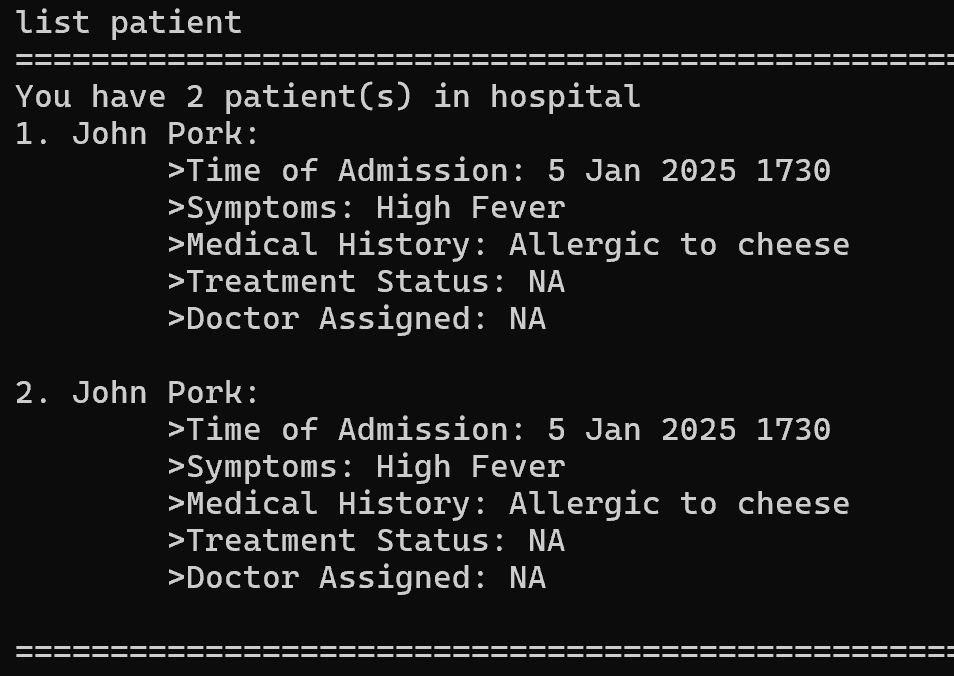 list patient
==================================================
You have 2 patient(s) in hospital
1. John Pork:
>Time of Admission: 5 Jan 2025 1730
>Symptoms: High Fever
>Medical History: Allergic to cheese
>Treatment Status: NA
>Doctor Assigned: NA
2. John Pork:
>Time of Admission: 5 Jan 2025 1730
>Symptoms: High Fever
>Medical History: Allergic to cheese
>Treatment Status: NA
>Doctor Assigned: NA
==================================================